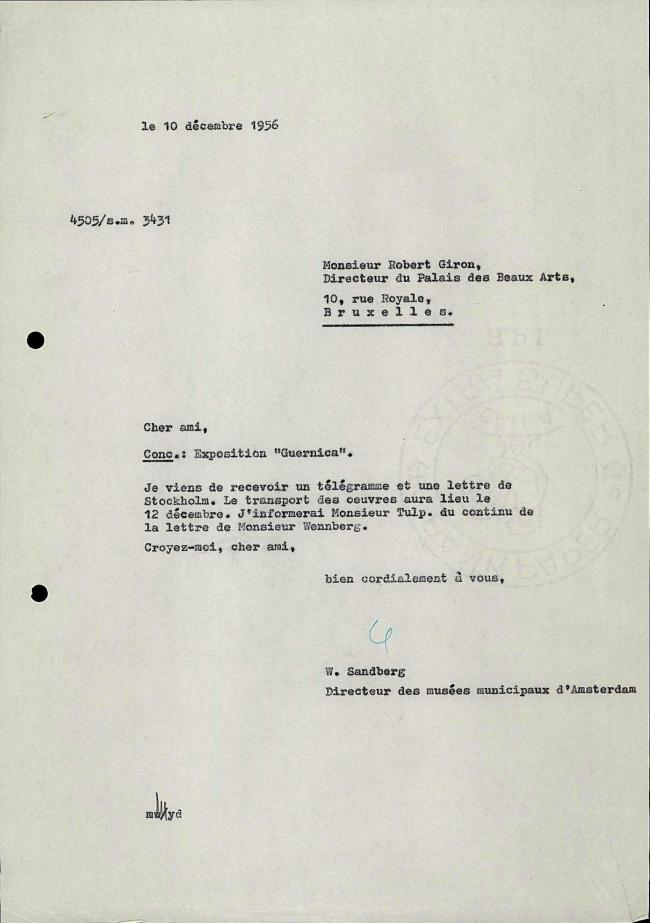 le 10 décembre 1956
4505/s.m. 3431
Monsieur Robert Giron,
Directeur du Palais des Beaux Arts,
10, rue Royale,
B r u x e l l e s.
Cher ami,
Conc.: Exposition "Guernica".
Je viens de recevoir un télégramme et une lettre de
Stockholm. Le transport des oeuvres aura lieu le
12 décembre. J'informerai Monsieur Tulp. du continu de
la lettre de Monsieur Wennberg.
Croyez-moi, cher ami,
bien cordialement à vous,
W. Sandberg
Directeur des musées municipaux d'Amsterdam